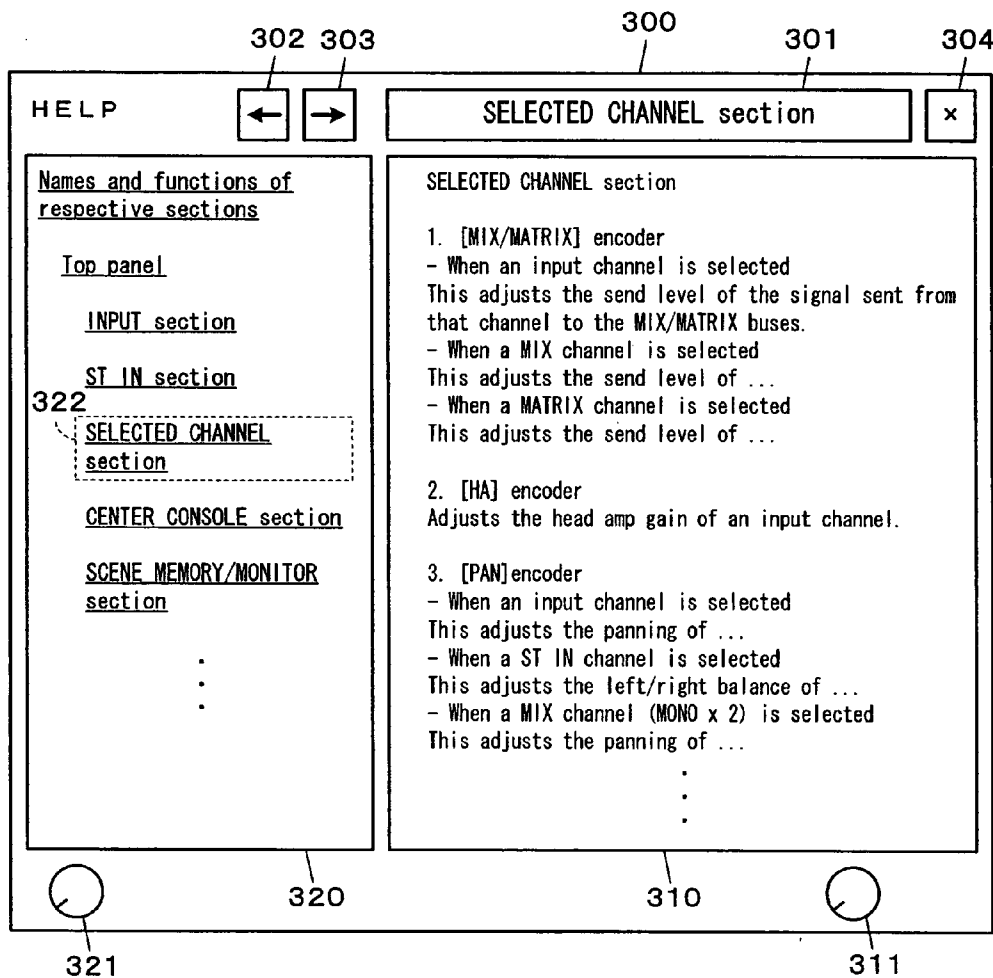 300
302 303
301
304
HELP
←
→
SELECTED CHANNEL section
×
Names and functions of
respective sections
Top panel
INPUT section
ST IN section
322
SELECTED CHANNEL
section
CENTER CONSOLE section
SCENE MEMORY/MONITOR
section
SELECTED CHANNEL section
1. [MIX/MATRIX] encoder
- When an input channel is selected
This adjusts the send level of the signal sent from
that channel to the MIX/MATRIX buses.
- When a MIX channel is selected
This adjusts the send level of ...
- When a MATRIX channel is selected
This adjusts the send level of ...
2. [HA] encoder
Adjusts the head amp gain of an input channel.
3. [PAN]encoder
- When an input channel is selected
This adjusts the panning of ...
- When a ST IN channel is selected
This adjusts the left/right balance of ...
- When a MIX channel (MONO x 2) is selected
This adjusts the panning of ...
320
310
321
311